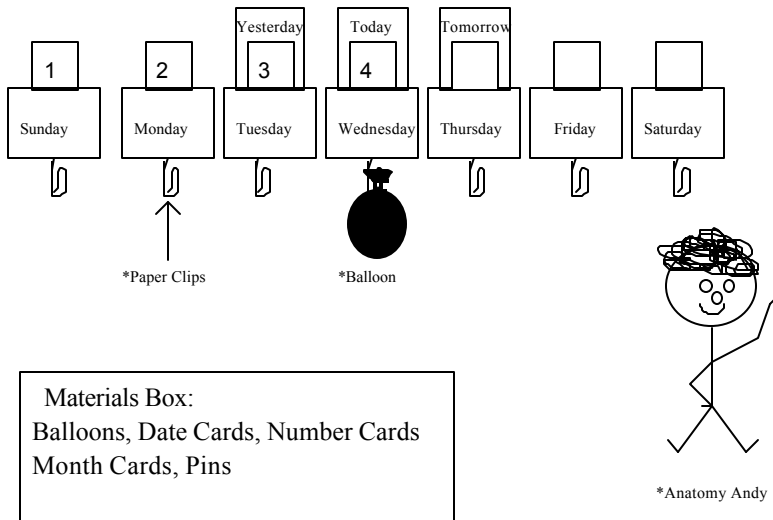 Yesterday Today Tomorrow
1 2 3 4
Sunday Monday Tuesday Wednesday Thursday Friday Saturday
*Paper Clips *Balloon
Materials Box:
Balloons, Date Cards, Number Cards
Month Cards, Pins
*Anatomy Andy